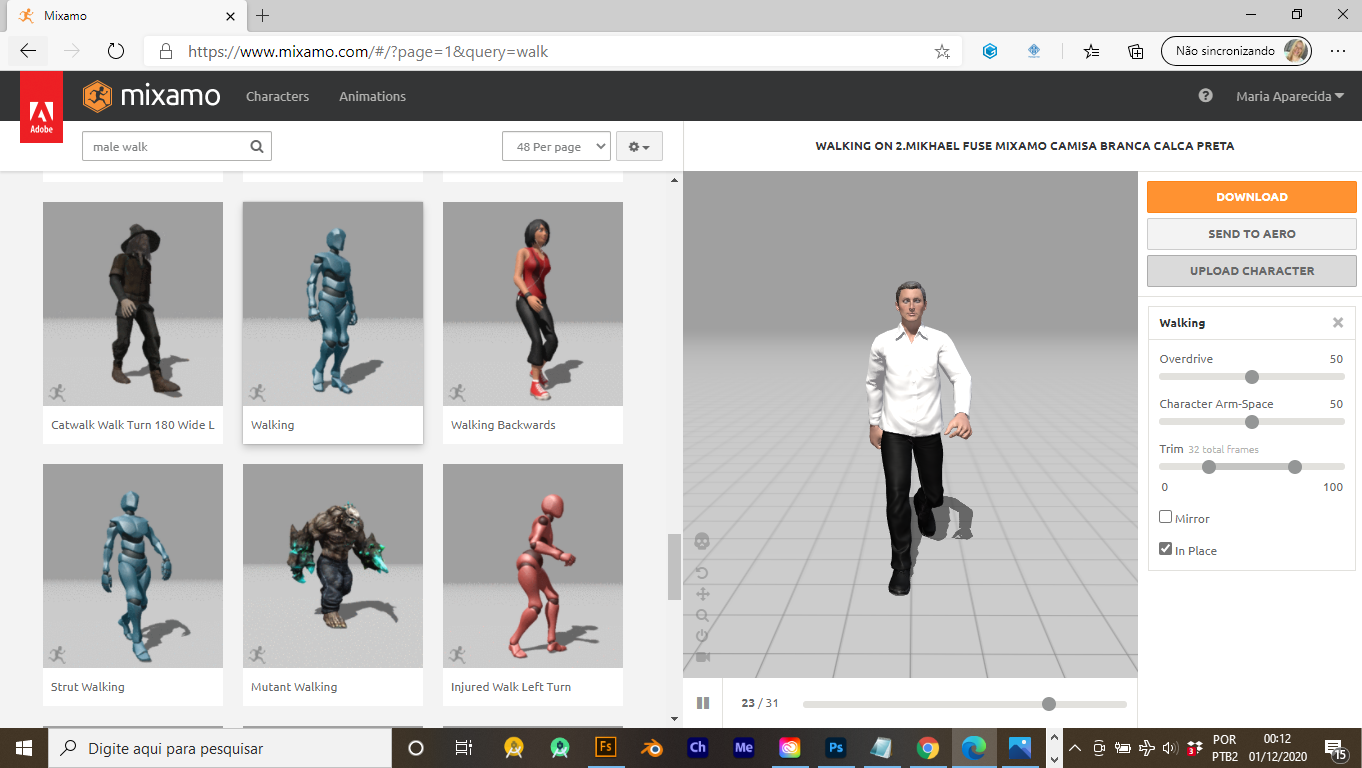 Mixamo
https://www.mixamo.com/#/?page=1&query=walk
Não sincronizando
Adobe
mixamo
Characters
Animations
Maria Aparecida
male walk
48 Per page
WALKING ON 2.MIKHAEL FUSE MIXAMO CAMISA BRANCA CALCA PRETA
Catwalk Walk Turn 180 Wide L
Walking
Walking Backwards
Strut Walking
Mutant Walking
Injured Walk Left Turn
23 / 31
DOWNLOAD
SEND TO AERO
UPLOAD CHARACTER
Walking
Overdrive 50
Character Arm-Space 50
Trim 32 total frames
0 100
Mirror
In Place
Digite aqui para pesquisar
Fs
Ch
Me
Ps
3
POR
PTB2
00:12
01/12/2020
15